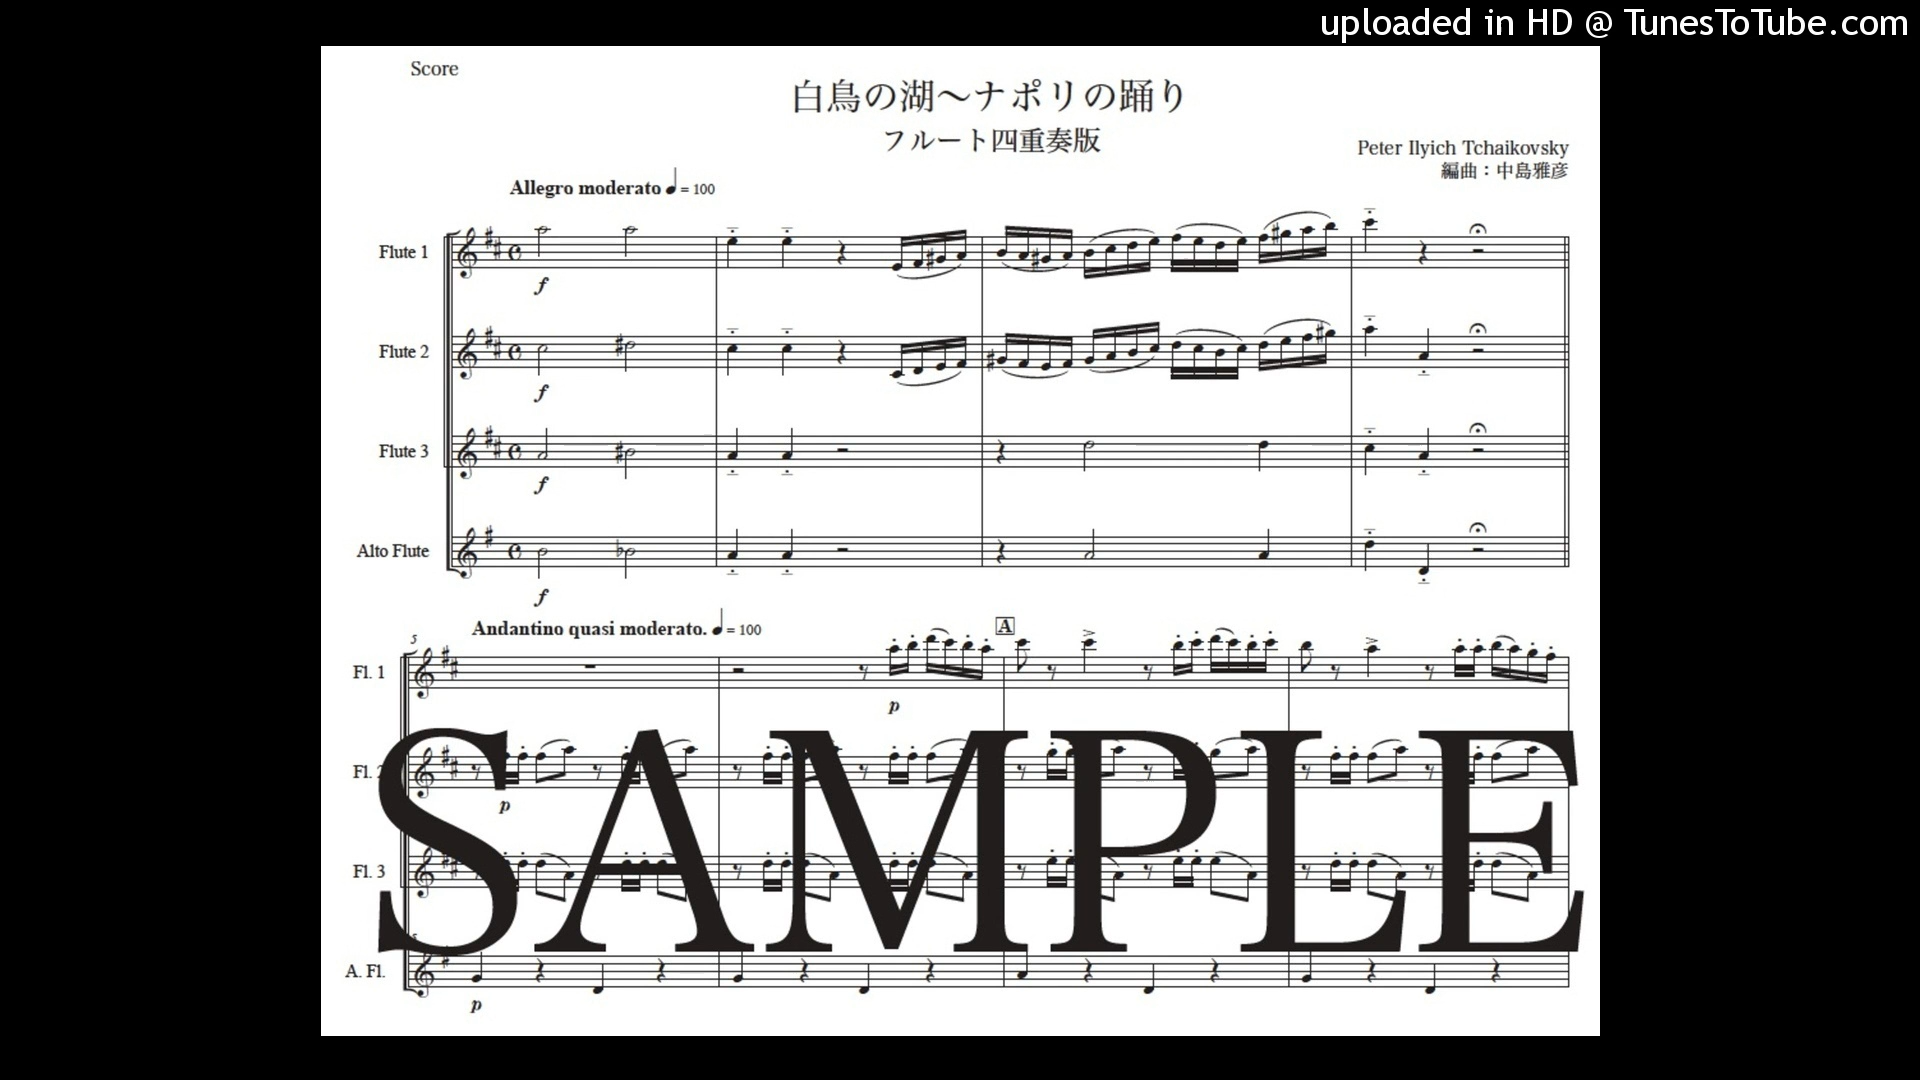 uploaded in HD @ TunesToTube.com
Score
白鳥の湖～ナポリの踊り
フルート四重奏版
Peter Ilyich Tchaikovsky
編曲：中島雅彦
Allegro moderato ♩ = 100
Flute 1
f
Flute 2
f
Flute 3
f
Alto Flute
f
Andantino quasi moderato. ♩ = 100
A
5
Fl. 1
p
Fl. 2
p
Fl. 3
A. Fl.
p
SAMPLE